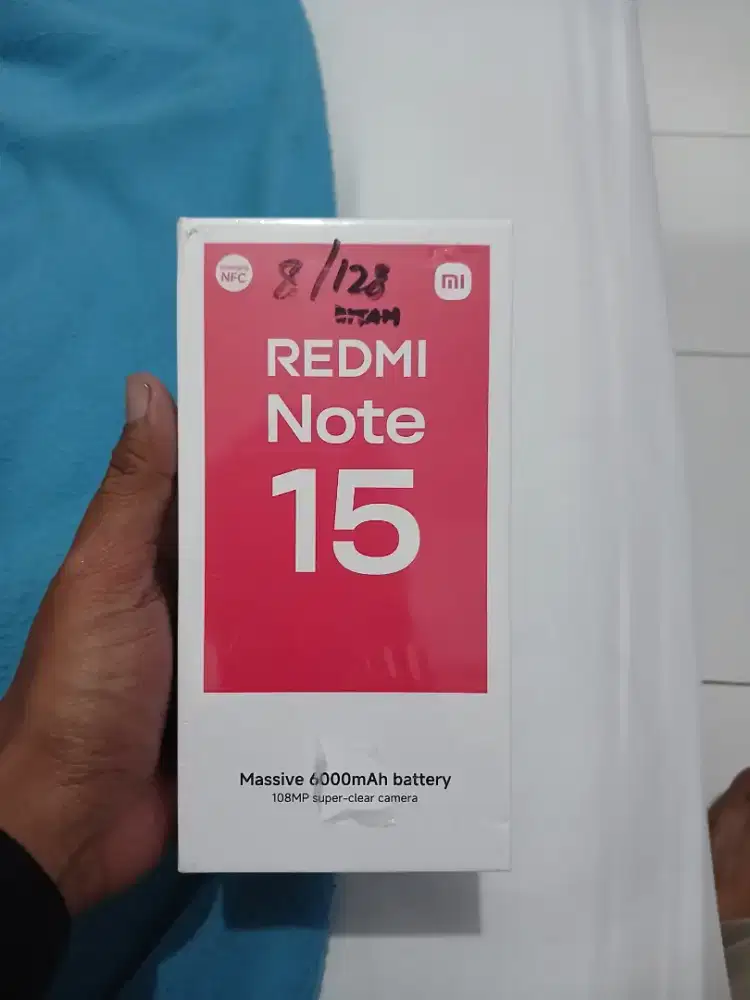 NFC
8/128
HITAM
mi
REDMI
Note
15
Massive 6000mAh battery
108MP super-clear camera